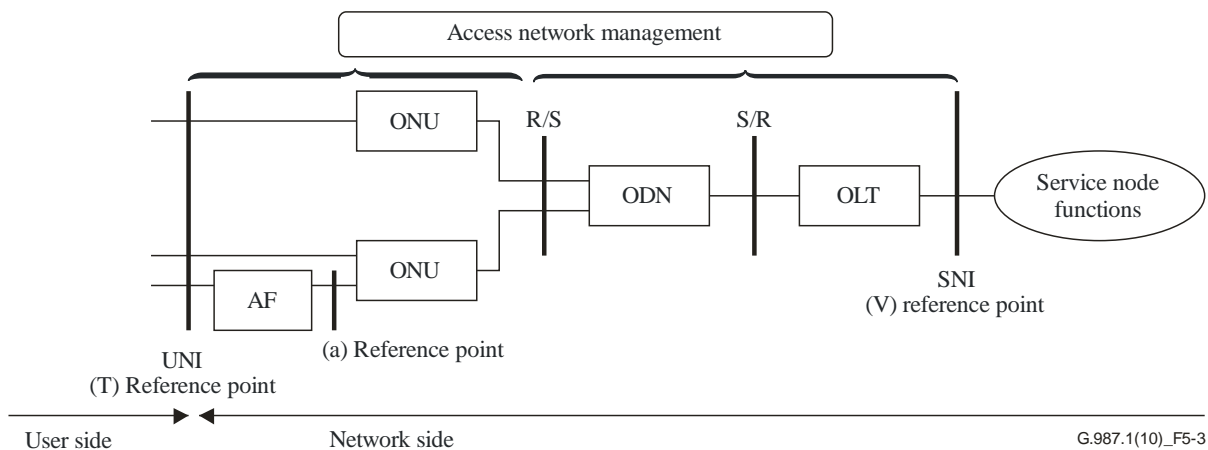 Access network management
ONU
R/S
S/R
ODN
OLT
Service node
functions
ONU
AF
SNI
(V) reference point
(a) Reference point
UNI
(T) Reference point
User side
Network side
G.987.1(10)_F5-3